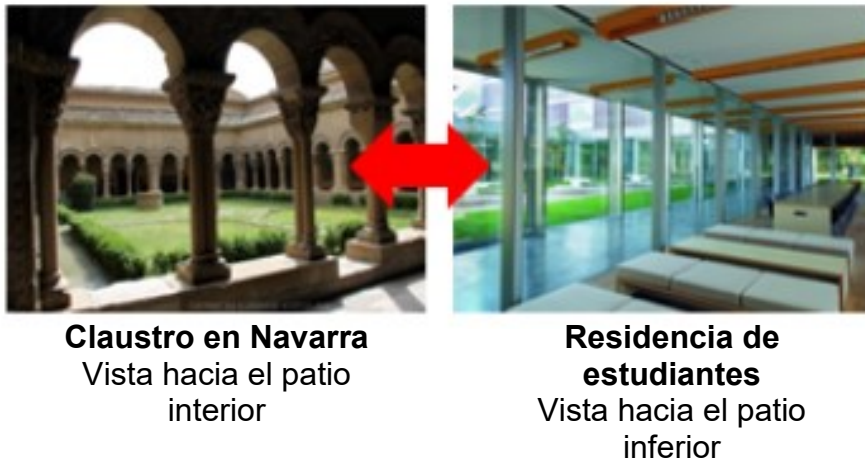 Claustro en Navarra
Vista hacia el patio
interior
Residencia de
estudiantes
Vista hacia el patio
inferior